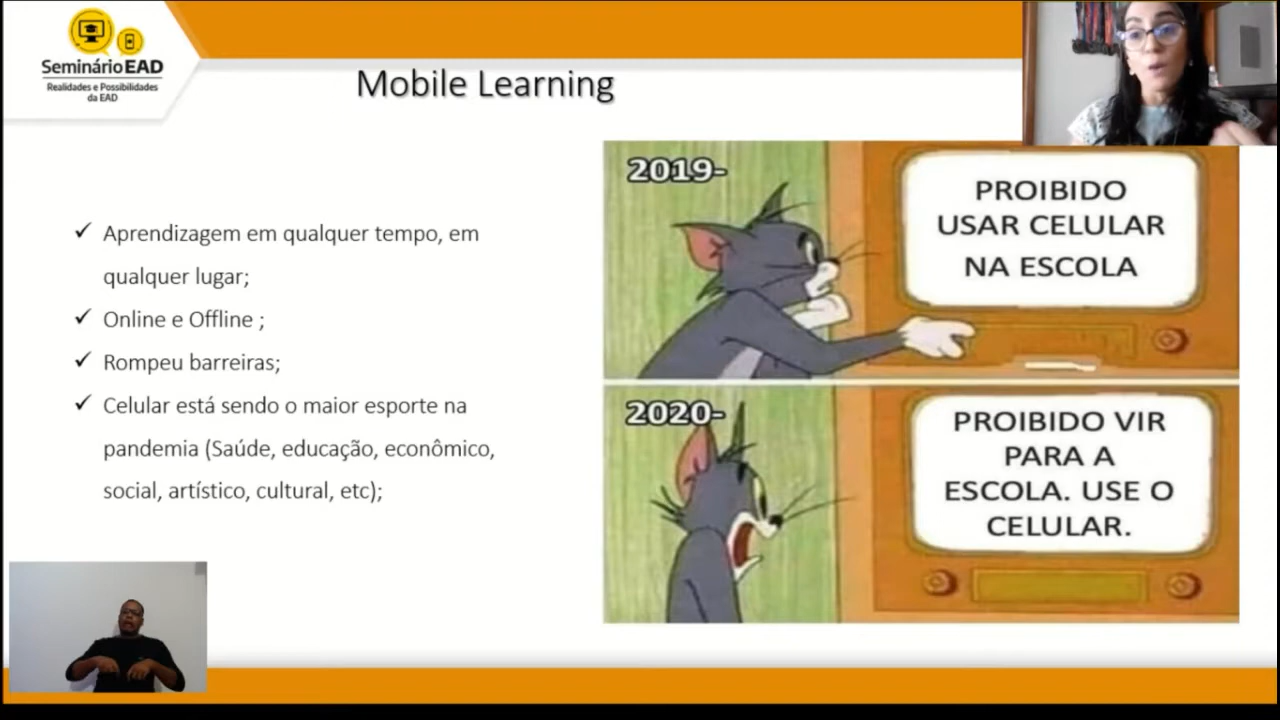 Seminário EAD
Realidades e Possibilidades
da EAD
Mobile Learning
✓ Aprendizagem em qualquer tempo, em
qualquer lugar;
✓ Online e Offline ;
✓ Rompeu barreiras;
✓ Celular está sendo o maior esporte na
pandemia (Saúde, educação, econômico,
social, artístico, cultural, etc);
2019-
PROIBIDO
USAR CELULAR
NA ESCOLA
2020-
PROIBIDO VIR
PARA A
ESCOLA. USE O
CELULAR.